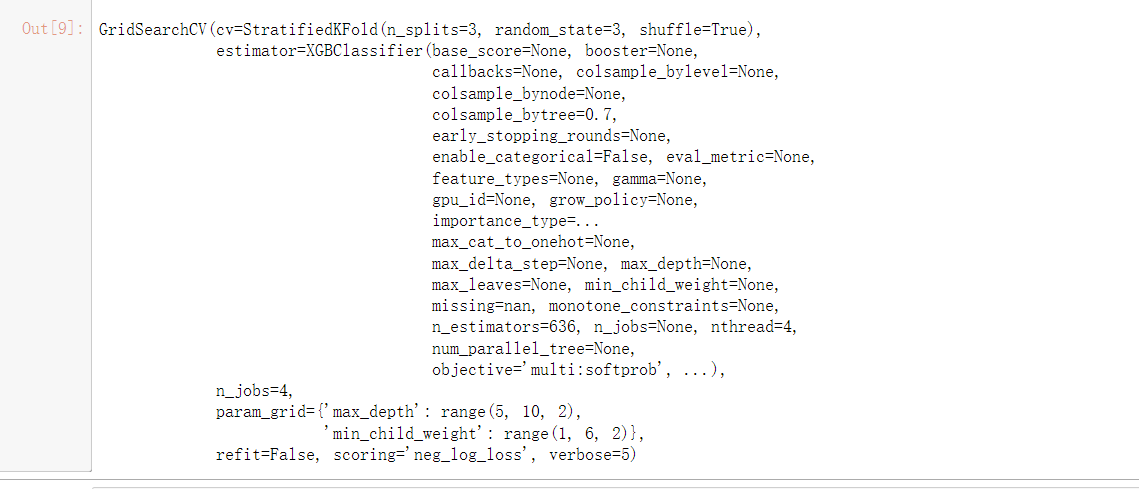 Out[9]: GridSearchCV(cv=StratifiedKFold(n_splits=3, random_state=3, shuffle=True),
estimator=XGBClassifier(base_score=None, booster=None,
callbacks=None, colsample_bylevel=None,
colsample_bynode=None,
colsample_bytree=0.7,
early_stopping_rounds=None,
enable_categorical=False, eval_metric=None,
feature_types=None, gamma=None,
gpu_id=None, grow_policy=None,
importance_type=...
max_cat_to_onehot=None,
max_delta_step=None, max_depth=None,
max_leaves=None, min_child_weight=None,
missing=nan, monotone_constraints=None,
n_estimators=636, n_jobs=None, nthread=4,
num_parallel_tree=None,
objective='multi:softprob', ...),
n_jobs=4,
param_grid={'max_depth': range(5, 10, 2),
'min_child_weight': range(1, 6, 2)},
refit=False, scoring='neg_log_loss', verbose=5)